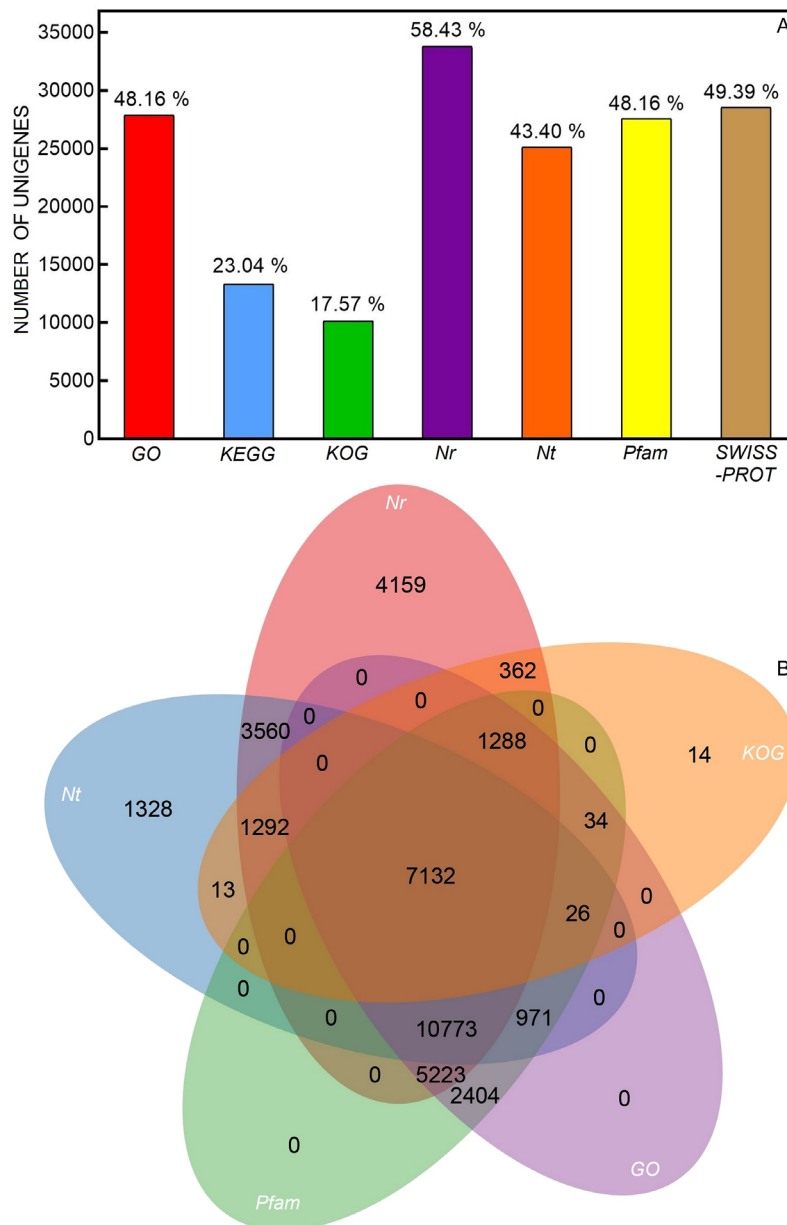 A
NUMBER OF UNIGENES
35000
30000
25000
20000
15000
10000
5000
0
48.16 %
23.04 %
17.57 %
58.43 %
43.40 %
48.16 %
49.39 %
GO
KEGG
KOG
Nr
Nt
Pfam
SWISS
-PROT
B
Nr
4159
362
0
0
0
0
3560
1288
0
14
KOG
0
Nt
1328
1292
34
7132
13
0
26
0
0
0
0
0
971
0
10773
0
5223
2404
0
0
GO
Pfam